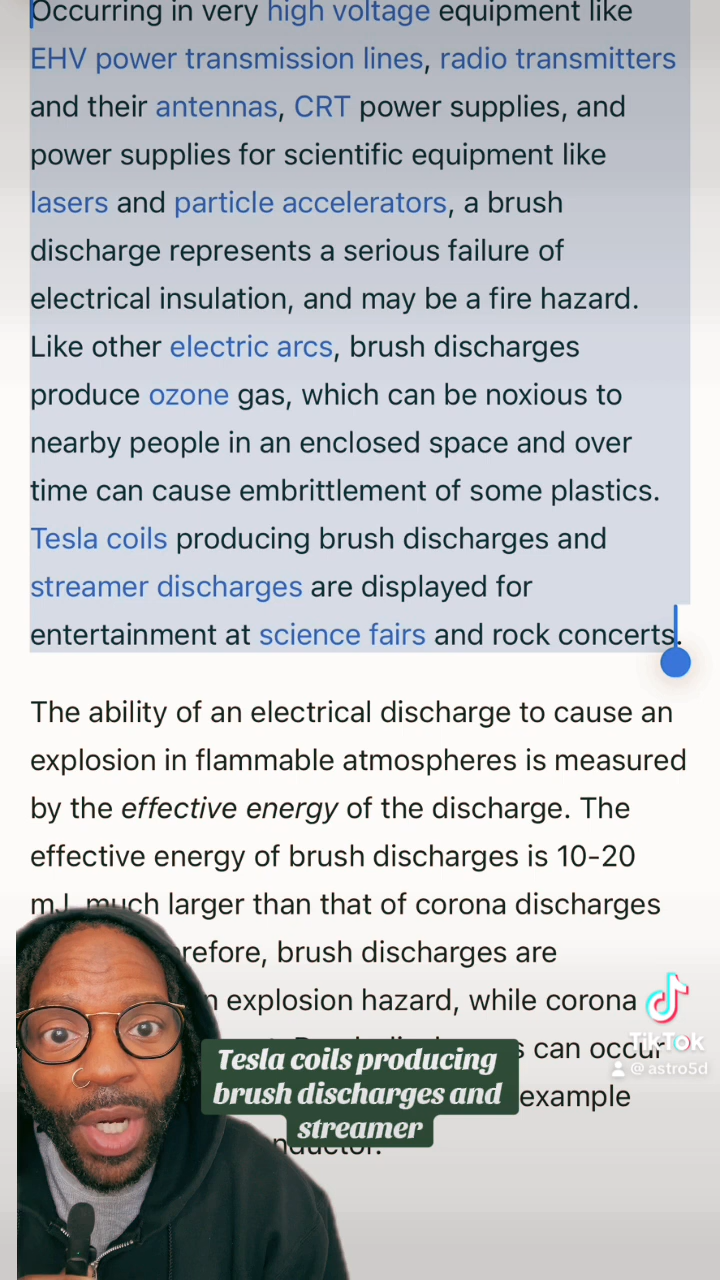 Occurring in very high voltage equipment like
EHV power transmission lines, radio transmitters
and their antennas, CRT power supplies, and
power supplies for scientific equipment like
lasers and particle accelerators, a brush
discharge represents a serious failure of
electrical insulation, and may be a fire hazard.
Like other electric arcs, brush discharges
produce ozone gas, which can be noxious to
nearby people in an enclosed space and over
time can cause embrittlement of some plastics.
Tesla coils producing brush discharges and
streamer discharges are displayed for
entertainment at science fairs and rock concerts.
The ability of an electrical discharge to cause an
explosion in flammable atmospheres is measured
by the effective energy of the discharge. The
effective energy of brush discharges is 10-20
mJ, much larger than that of corona discharges
refore, brush discharges are
explosion hazard, while corona
can occur
example
TikTok
@astro5d
Tesla coils producing
brush discharges and
streamer